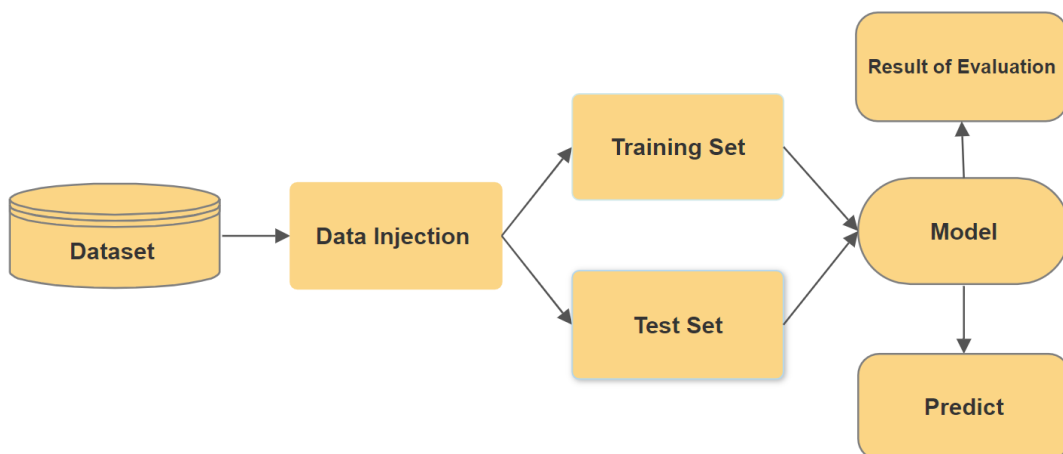 Dataset
Data Injection
Training Set
Test Set
Result of Evaluation
Model
Predict